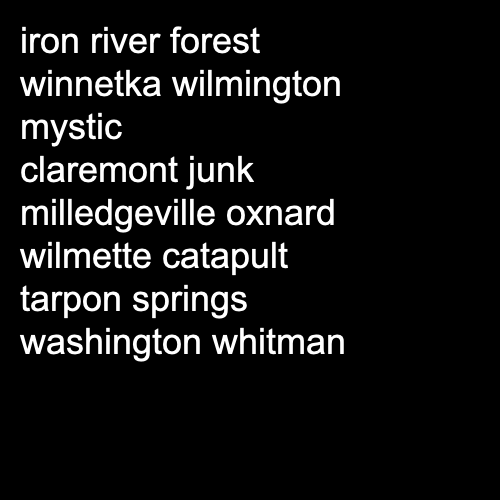 iron river forest
winnetka wilmington
mystic
claremont junk
milledgeville oxnard
wilmette catapult
tarpon springs
washington whitman